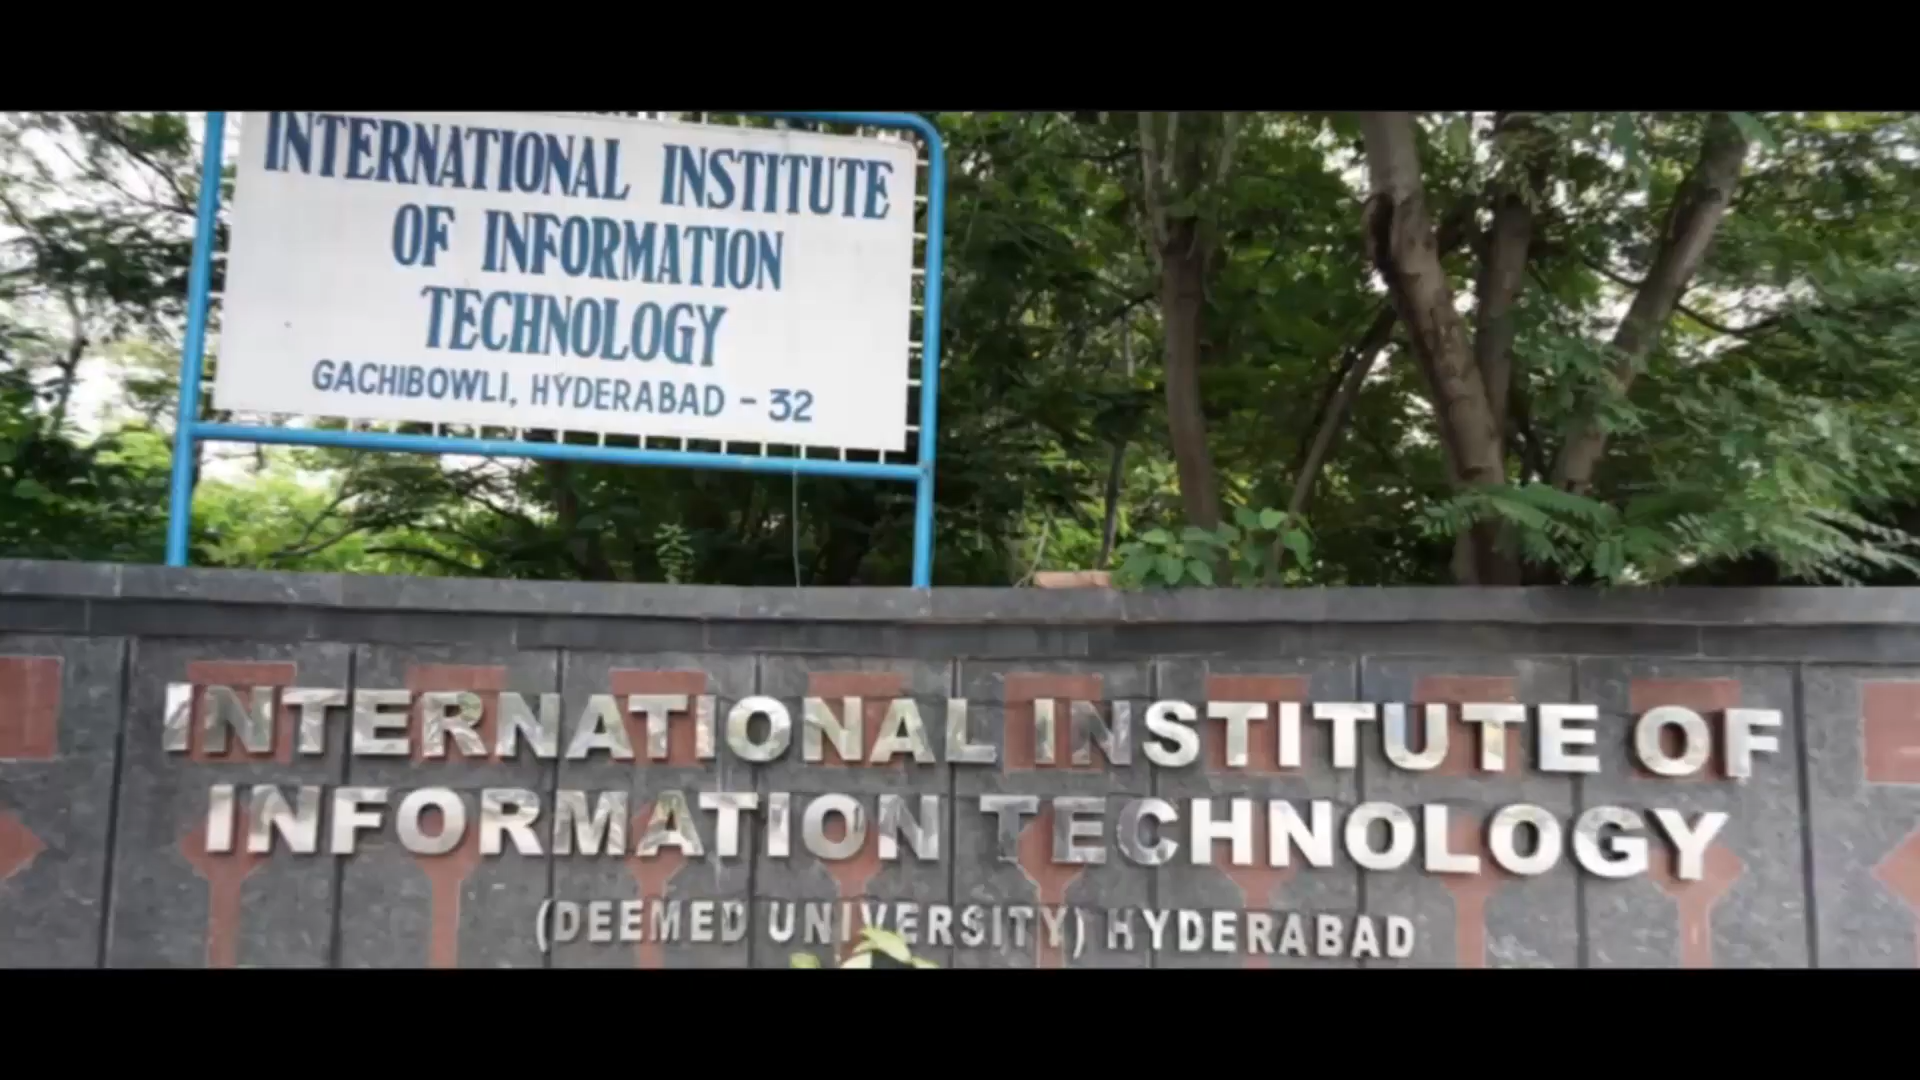 INTERNATIONAL INSTITUTE
OF INFORMATION
TECHNOLOGY
GACHIBOWLI, HYDERABAD - 32
INTERNATIONAL INSTITUTE OF
INFORMATION TECHNOLOGY
(DEEMED UNIVERSITY) HYDERABAD